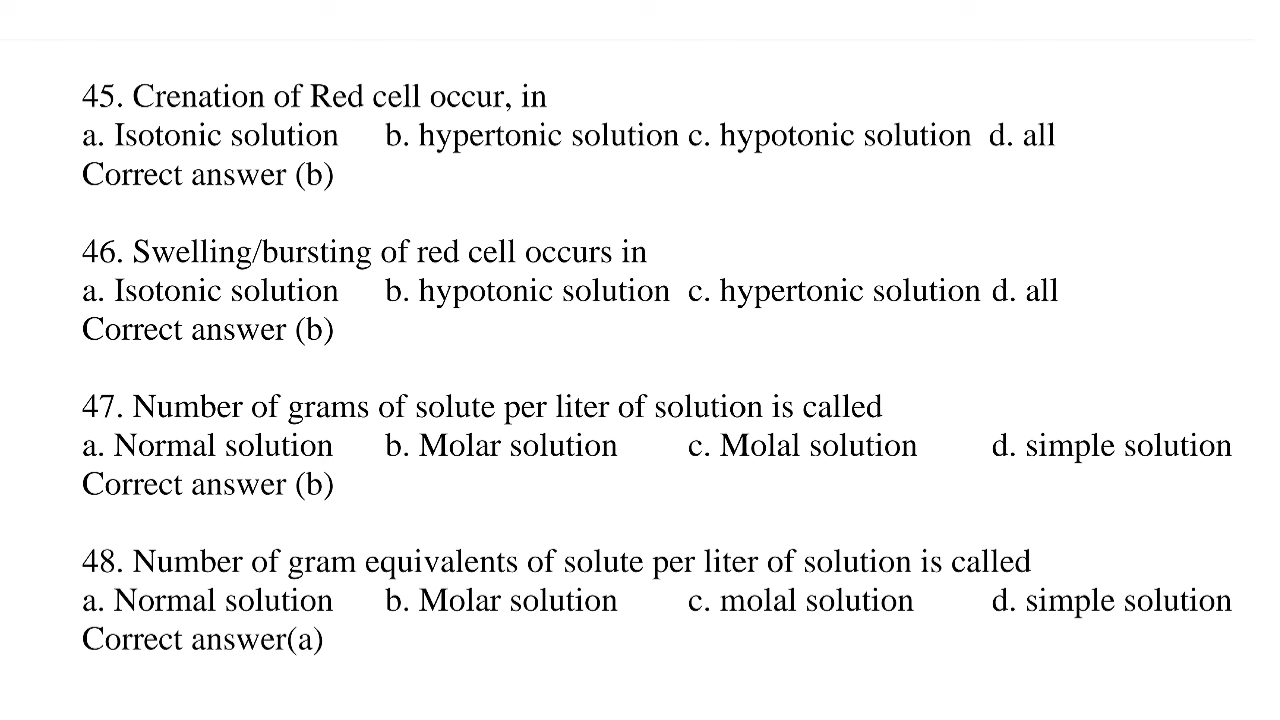 45. Crenation of Red cell occur, in
a. Isotonic solution b. hypertonic solution c. hypotonic solution d. all
Correct answer (b)
46. Swelling/bursting of red cell occurs in
a. Isotonic solution b. hypotonic solution c. hypertonic solution d. all
Correct answer (b)
47. Number of grams of solute per liter of solution is called
a. Normal solution b. Molar solution c. Molal solution d. simple solution
Correct answer (b)
48. Number of gram equivalents of solute per liter of solution is called
a. Normal solution b. Molar solution c. molal solution d. simple solution
Correct answer(a)